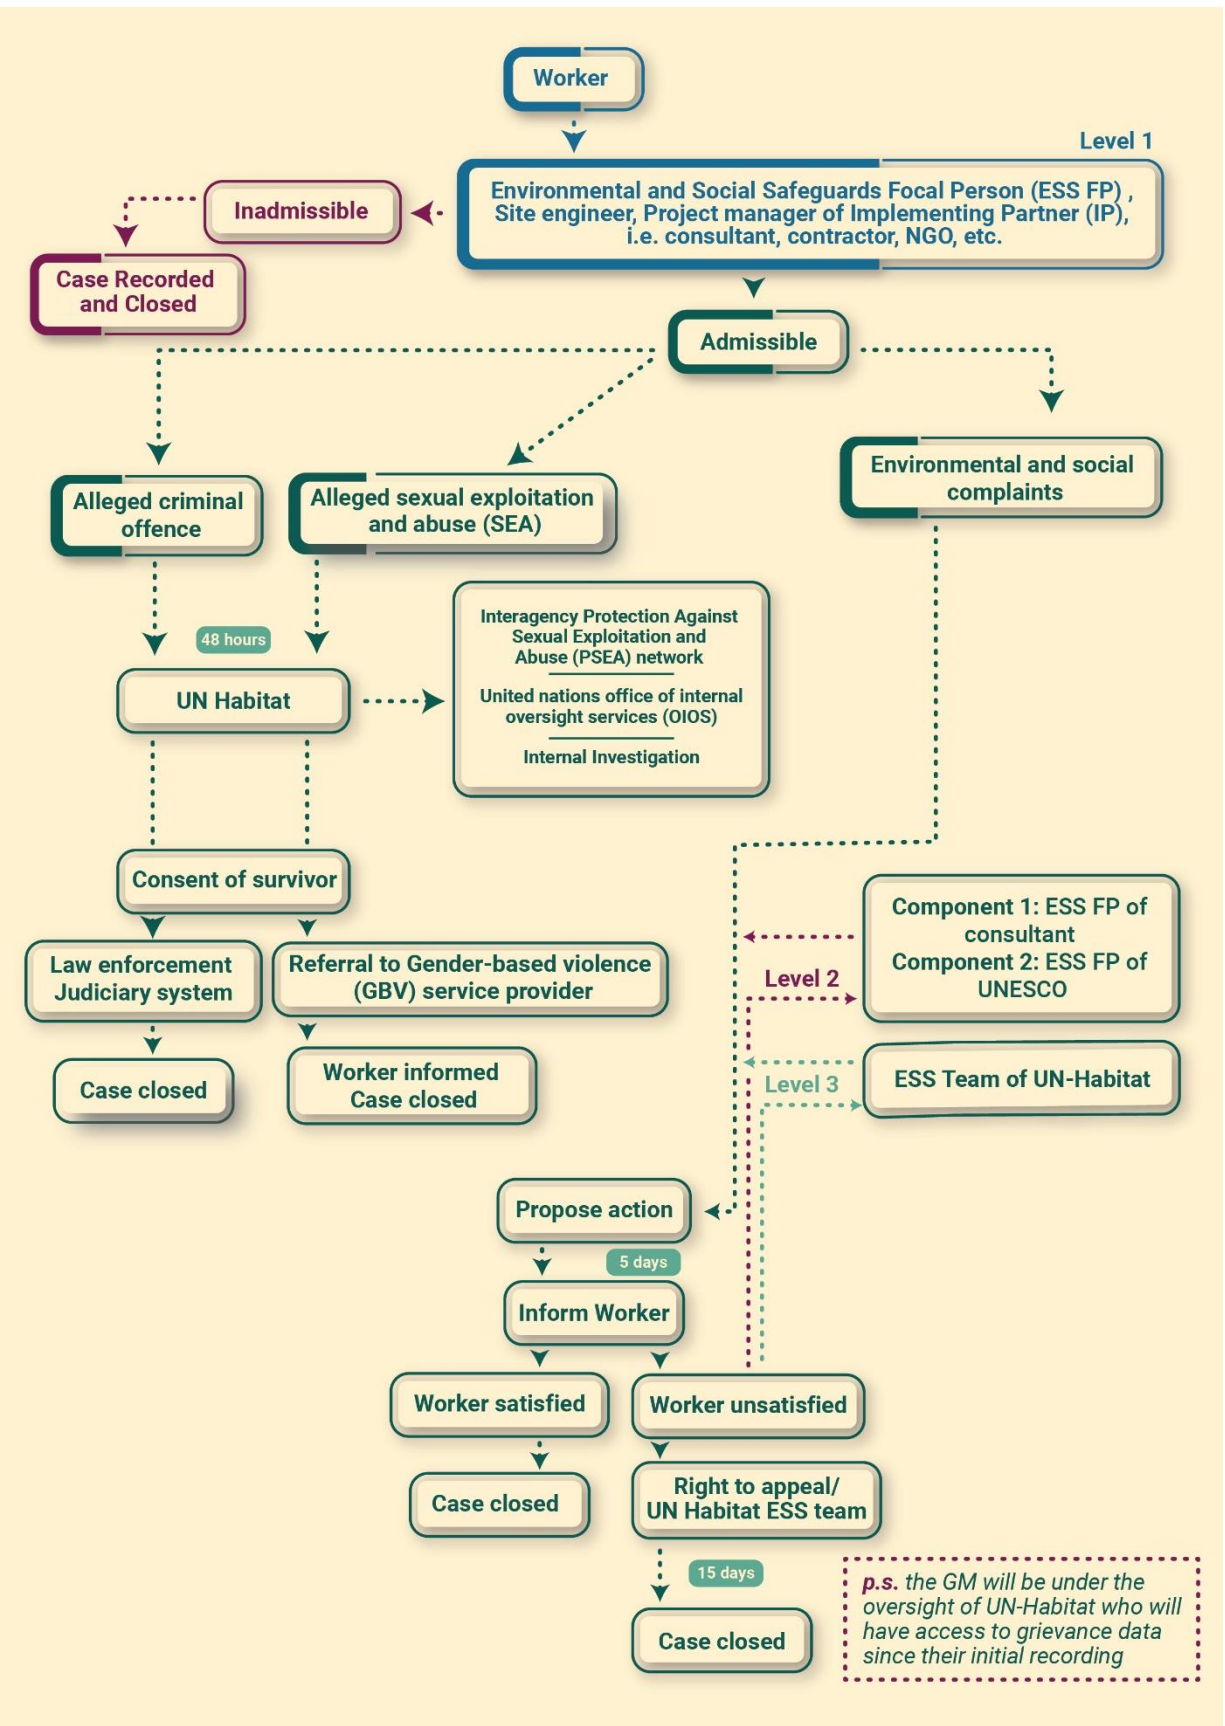 Worker
Level 1
Environmental and Social Safeguards Focal Person (ESS FP) ,
Site engineer, Project manager of Implementing Partner (IP),
i.e. consultant, contractor, NGO, etc.
Inadmissible
Case Recorded
and Closed
Admissible
Alleged criminal
offence
Alleged sexual exploitation
and abuse (SEA)
Environmental and social
complaints
48 hours
UN Habitat
Interagency Protection Against
Sexual Exploitation and
Abuse (PSEA) network
United nations office of internal
oversight services (OIOS)
Internal Investigation
Consent of survivor
Law enforcement
Judiciary system
Referral to Gender-based violence
(GBV) service provider
Case closed
Worker informed
Case closed
Component 1: ESS FP of
consultant
Component 2: ESS FP of
UNESCO
Level 2
ESS Team of UN-Habitat
Level 3
Propose action
5 days
Inform Worker
Worker satisfied
Worker unsatisfied
Case closed
Right to appeal/
UN Habitat ESS team
15 days
Case closed
p.s. the GM will be under the
oversight of UN-Habitat who will
have access to grievance data
since their initial recording